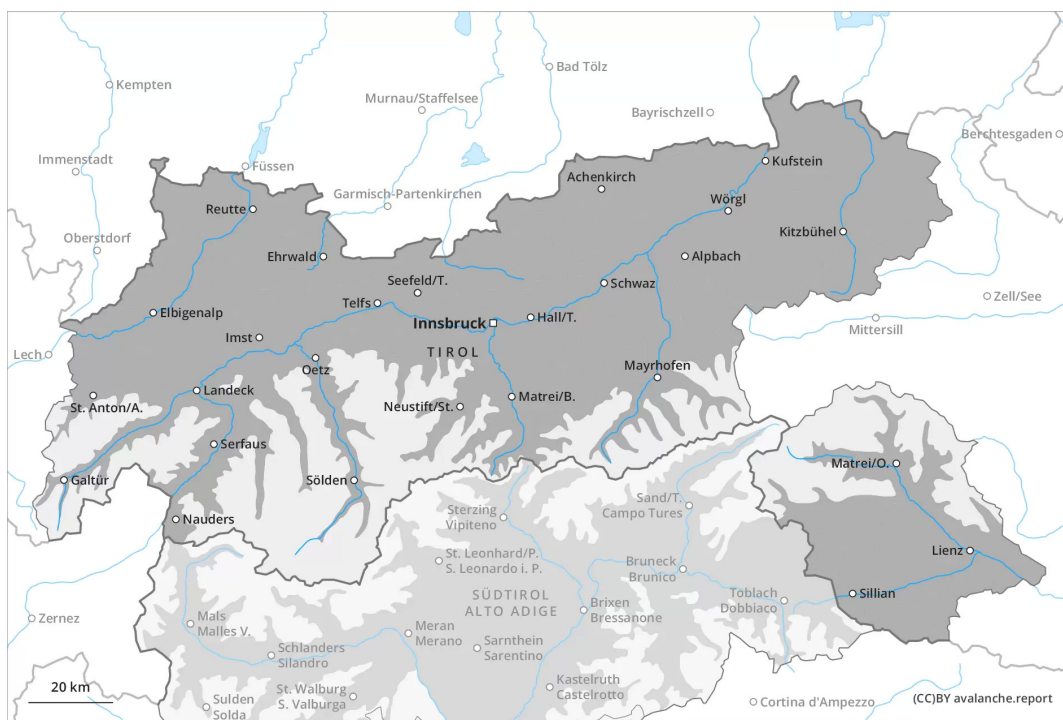 Kempten
Bad Tölz
Murnau/Staffelsee
Bayrischzell
Berchtesgaden
Immenstadt
Füssen
Kufstein
Achenkirch
Garmisch-Partenkirchen
Reutte
Wörgl
Oberstdorf
Kitzbühel
Ehrwald
Alpbach
Seefeld/T.
Schwaz
Telfs
Zell/See
Elbigenalp
Innsbruck
Hall/T.
Mittersill
Imst
TIROL
Lech
Oetz
Mayrhofen
Landeck
St. Anton/A.
Neustift/St.
Matrei/B.
Serfaus
Matrei/O.
Galtür
Sölden
Sand/T.
Campo Tures
Nauders
Sterzing
Vipiteno
Lienz
St. Leonhard/P.
S. Leonardo i. P.
Bruneck
Brunico
SÜDTIROL
ALTO ADIGE
Toblach
Dobbiaco
Sillian
Brixen
Bressanone
Zernez
Mals
Malles V.
Meran
Merano
Schlanders
Silandro
Sarnthein
Sarentino
20 km
St. Walburg
S. Valburga
Kastelruth
Castelrotto
Sulden
Solda
Cortina d'Ampezzo
(CC)BY avalanche.report